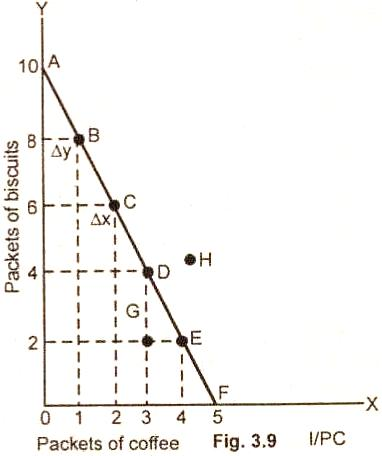 Y
10 A
8 B
Δy
6 C
Δx
4 D H
G
2 E
F
0 1 2 3 4 5 X
Packets of biscuits
Packets of coffee Fig. 3.9 I/PC